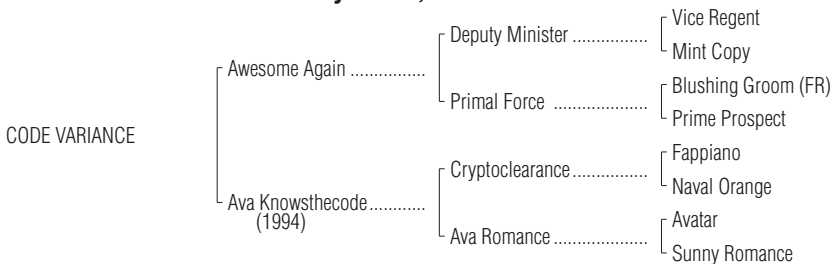 Vice Regent
Deputy Minister ................
Mint Copy
Awesome Again ................
Blushing Groom (FR)
Primal Force ....................
Prime Prospect
CODE VARIANCE
Fappiano
Cryptoclearance................
Naval Orange
Ava Knowsthecode............
(1994)
Avatar
Ava Romance ....................
Sunny Romance